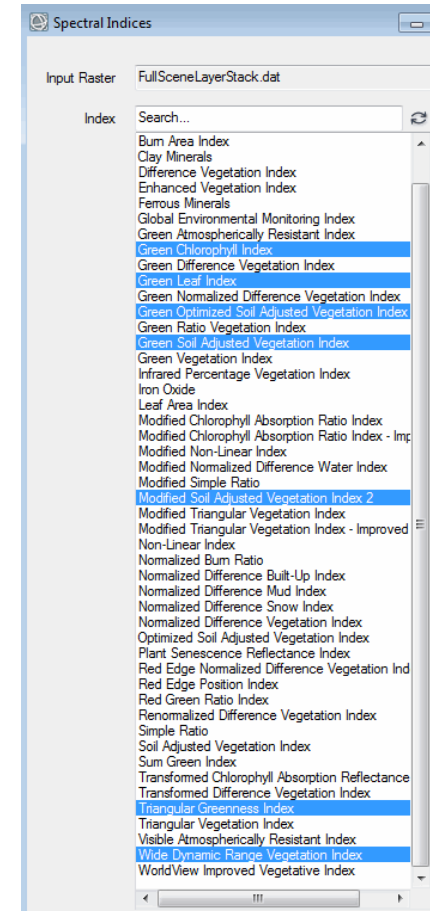 Spectral Indices
Input Raster FullSceneLayerStack.dat
Index Search...
Burn Area Index
Clay Minerals
Difference Vegetation Index
Enhanced Vegetation Index
Ferrous Minerals
Global Environmental Monitoring Index
Green Atmospherically Resistant Index
Green Chlorophyll Index
Green Difference Vegetation Index
Green Leaf Index
Green Normalized Difference Vegetation Index
Green Optimized Soil Adjusted Vegetation Index
Green Ratio Vegetation Index
Green Soil Adjusted Vegetation Index
Green Vegetation Index
Infrared Percentage Vegetation Index
Iron Oxide
Leaf Area Index
Modified Chlorophyll Absorption Ratio Index
Modified Chlorophyll Absorption Ratio Index - Imp
Modified Non-Linear Index
Modified Normalized Difference Water Index
Modified Simple Ratio
Modified Soil Adjusted Vegetation Index 2
Modified Triangular Vegetation Index
Modified Triangular Vegetation Index - Improved
Non-Linear Index
Normalized Burn Ratio
Normalized Difference Built-Up Index
Normalized Difference Mud Index
Normalized Difference Snow Index
Normalized Difference Vegetation Index
Optimized Soil Adjusted Vegetation Index
Plant Senescence Reflectance Index
Red Edge Normalized Difference Vegetation Ind
Red Edge Position Index
Red Green Ratio Index
Renormalized Difference Vegetation Index
Simple Ratio
Soil Adjusted Vegetation Index
Sum Green Index
Transformed Chlorophyll Absorption Reflectance
Transformed Difference Vegetation Index
Triangular Greenness Index
Triangular Vegetation Index
Visible Atmospherically Resistant Index
Wide Dynamic Range Vegetation Index
WorldView Improved Vegetative Index